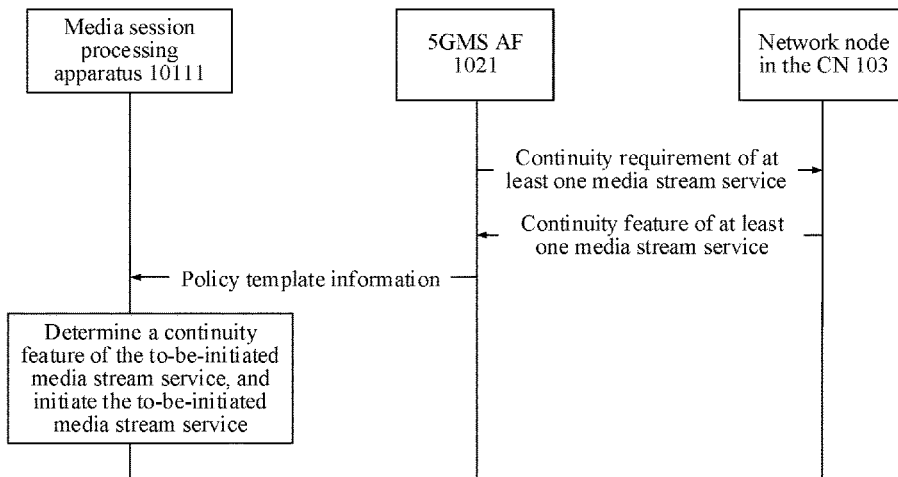 Media session
processing
apparatus 10111
5GMS AF
1021
Network node
in the CN 103
Continuity requirement of at
least one media stream service
Continuity feature of at least
one media stream service
Policy template information
Determine a continuity
feature of the to-be-initiated
media stream service, and
initiate the to-be-initiated
media stream service